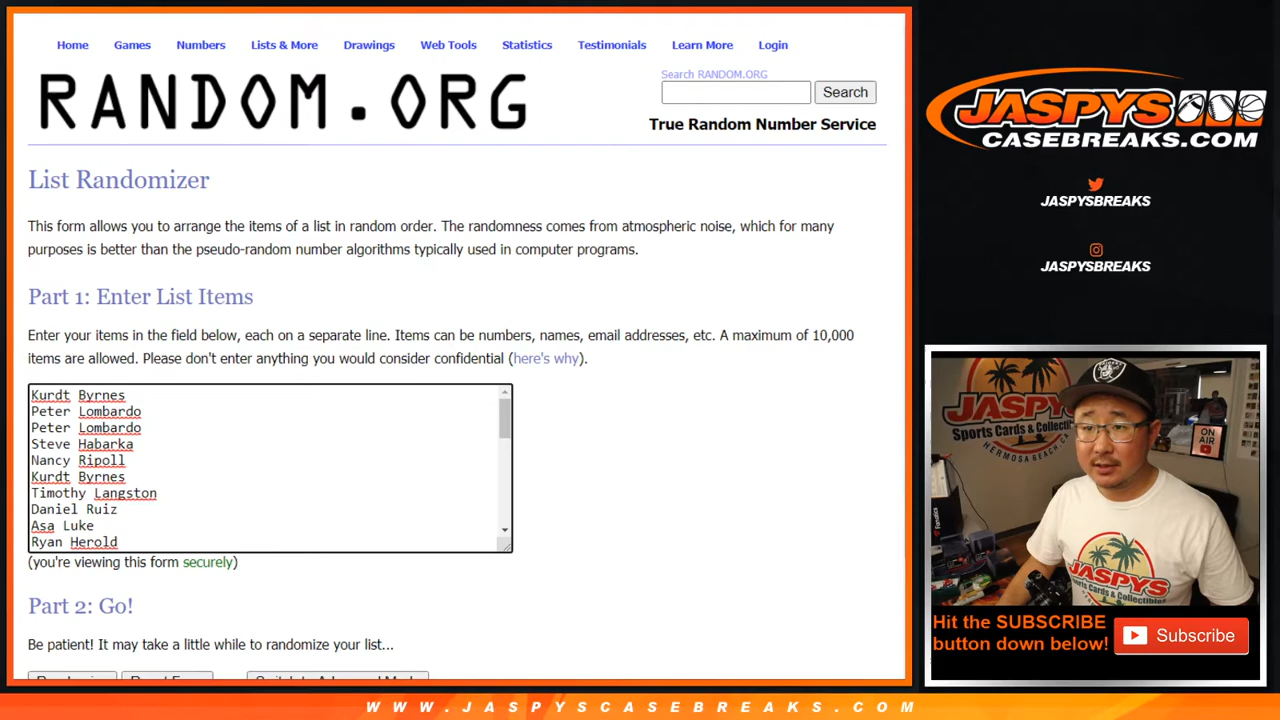 Home Games Numbers Lists & More Drawings Web Tools Statistics Testimonials Learn More Login
RANDOM.ORG
Search RANDOM.ORG
Search
True Random Number Service
List Randomizer
This form allows you to arrange the items of a list in random order. The randomness comes from atmospheric noise, which for many
purposes is better than the pseudo-random number algorithms typically used in computer programs.
Part 1: Enter List Items
Enter your items in the field below, each on a separate line. Items can be numbers, names, email addresses, etc. A maximum of 10,000
items are allowed. Please don't enter anything you would consider confidential (here's why).
Kurdt Byrnes
Peter Lombardo
Peter Lombardo
Steve Habarka
Nancy Ripoll
Kurdt Byrnes
Timothy Langston
Daniel Ruiz
Asa Luke
Ryan Herold
(you're viewing this form securely)
Part 2: Go!
Be patient! It may take a little while to randomize your list...
JASPYS
CASEBREAKS.COM
JASPYSBREAKS
JASPYSBREAKS
JASPYS
Sports Cards & Collectibles
HERMOSA BEACH, CA
ON AIR
JASPYS
Hit the SUBSCRIBE
button down below!
Subscribe
WWW.JASPYSCASEBREAKS.COM